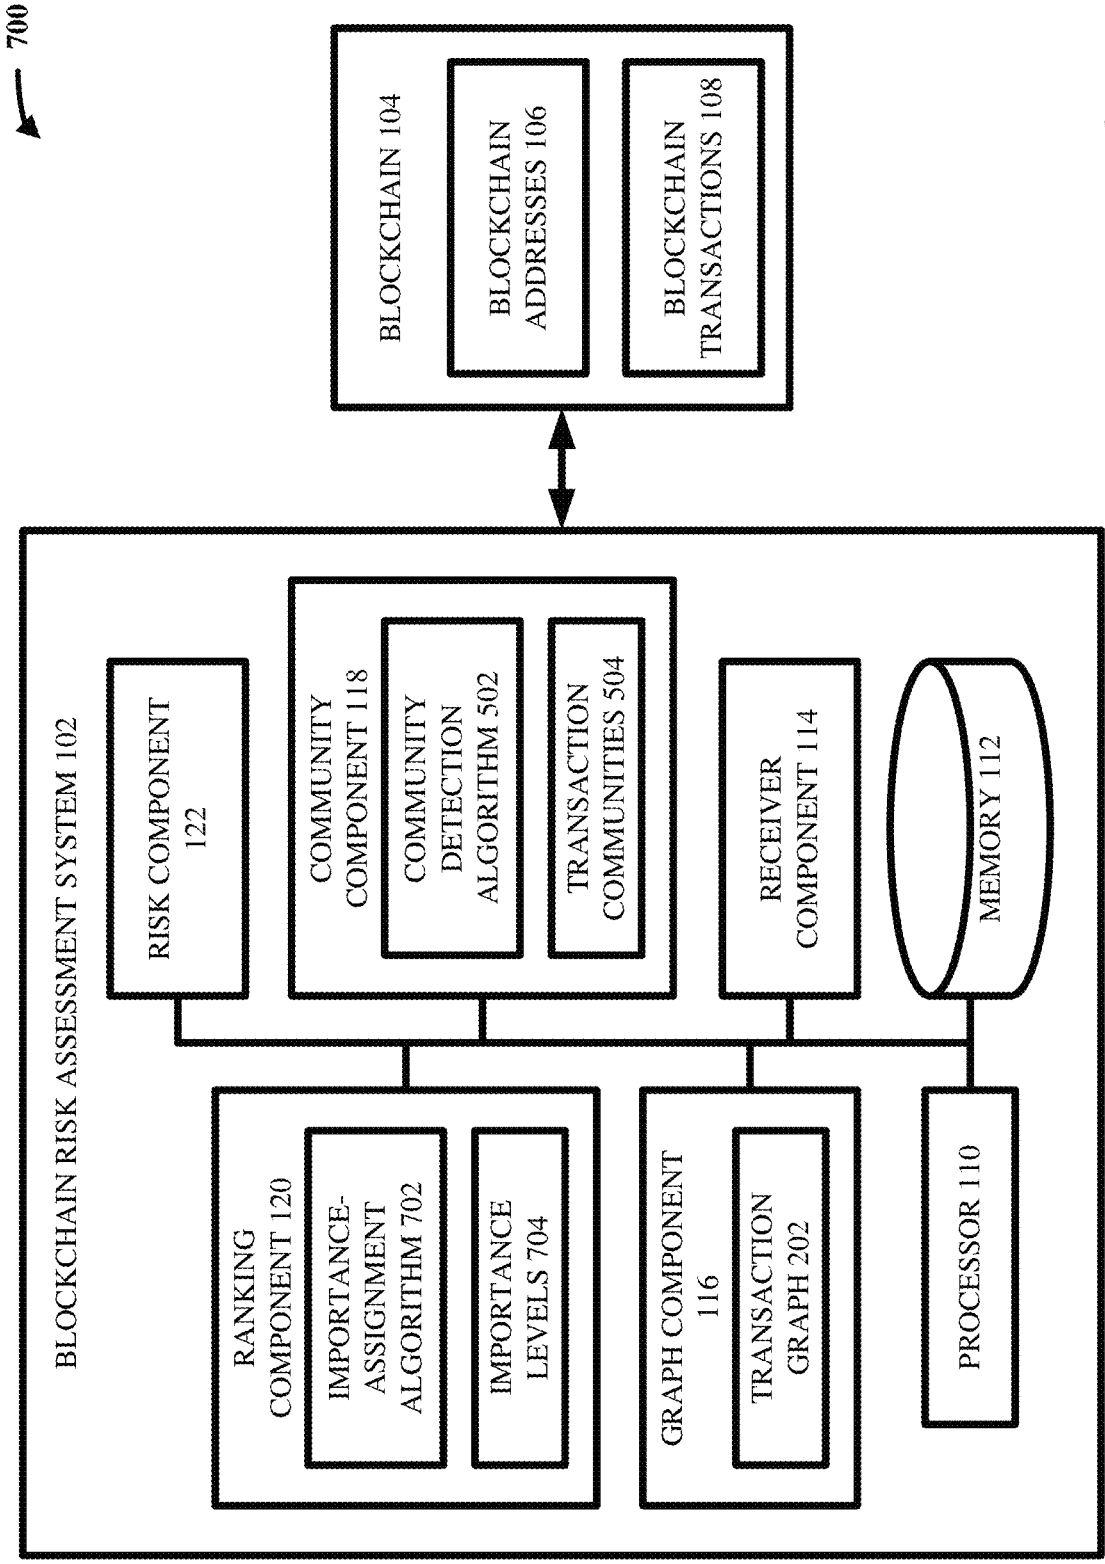 700
BLOCKCHAIN RISK ASSESSMENT SYSTEM 102
RANKING
COMPONENT 120
IMPORTANCE-
ASSIGNMENT
ALGORITHM 702
IMPORTANCE
LEVELS 704
GRAPH COMPONENT
116
TRANSACTION
GRAPH 202
PROCESSOR 110
RISK COMPONENT
122
COMMUNITY
COMPONENT 118
COMMUNITY
DETECTION
ALGORITHM 502
TRANSACTION
COMMUNITIES 504
RECEIVER
COMPONENT 114
MEMORY 112
BLOCKCHAIN 104
BLOCKCHAIN
ADDRESSES 106
BLOCKCHAIN
TRANSACTIONS 108